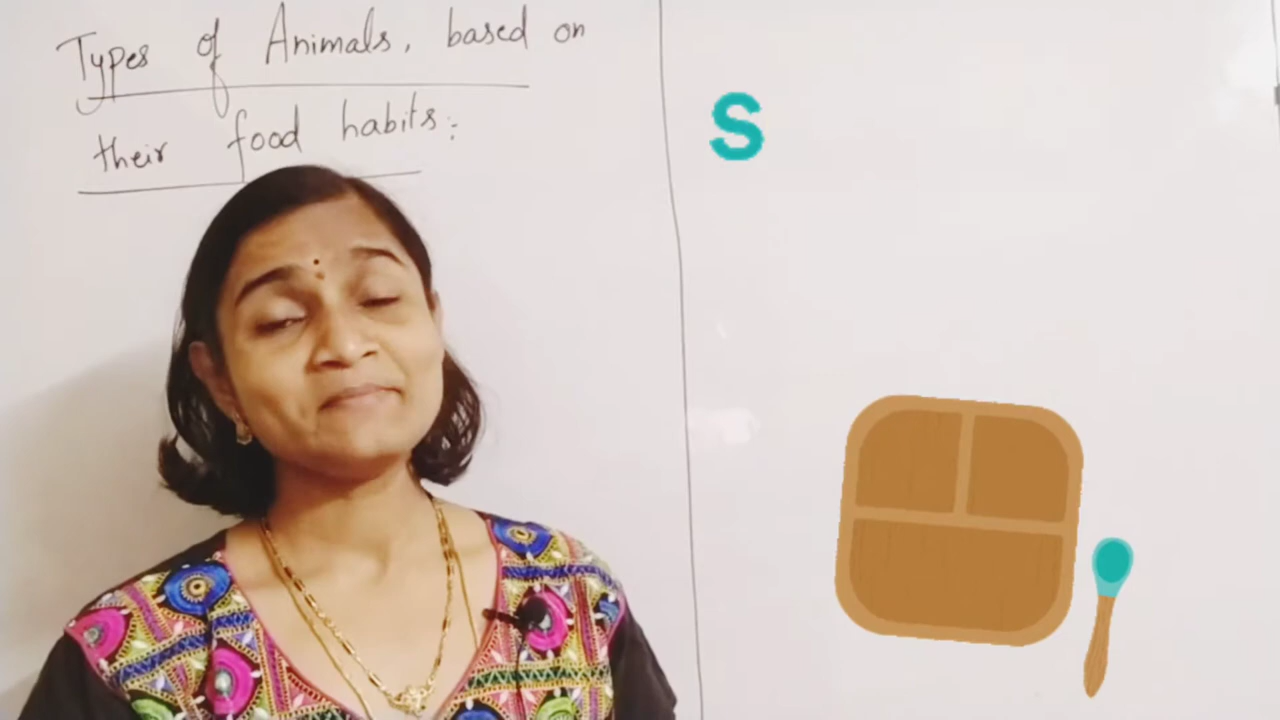 Types of Animals, based on
their food habits:
S